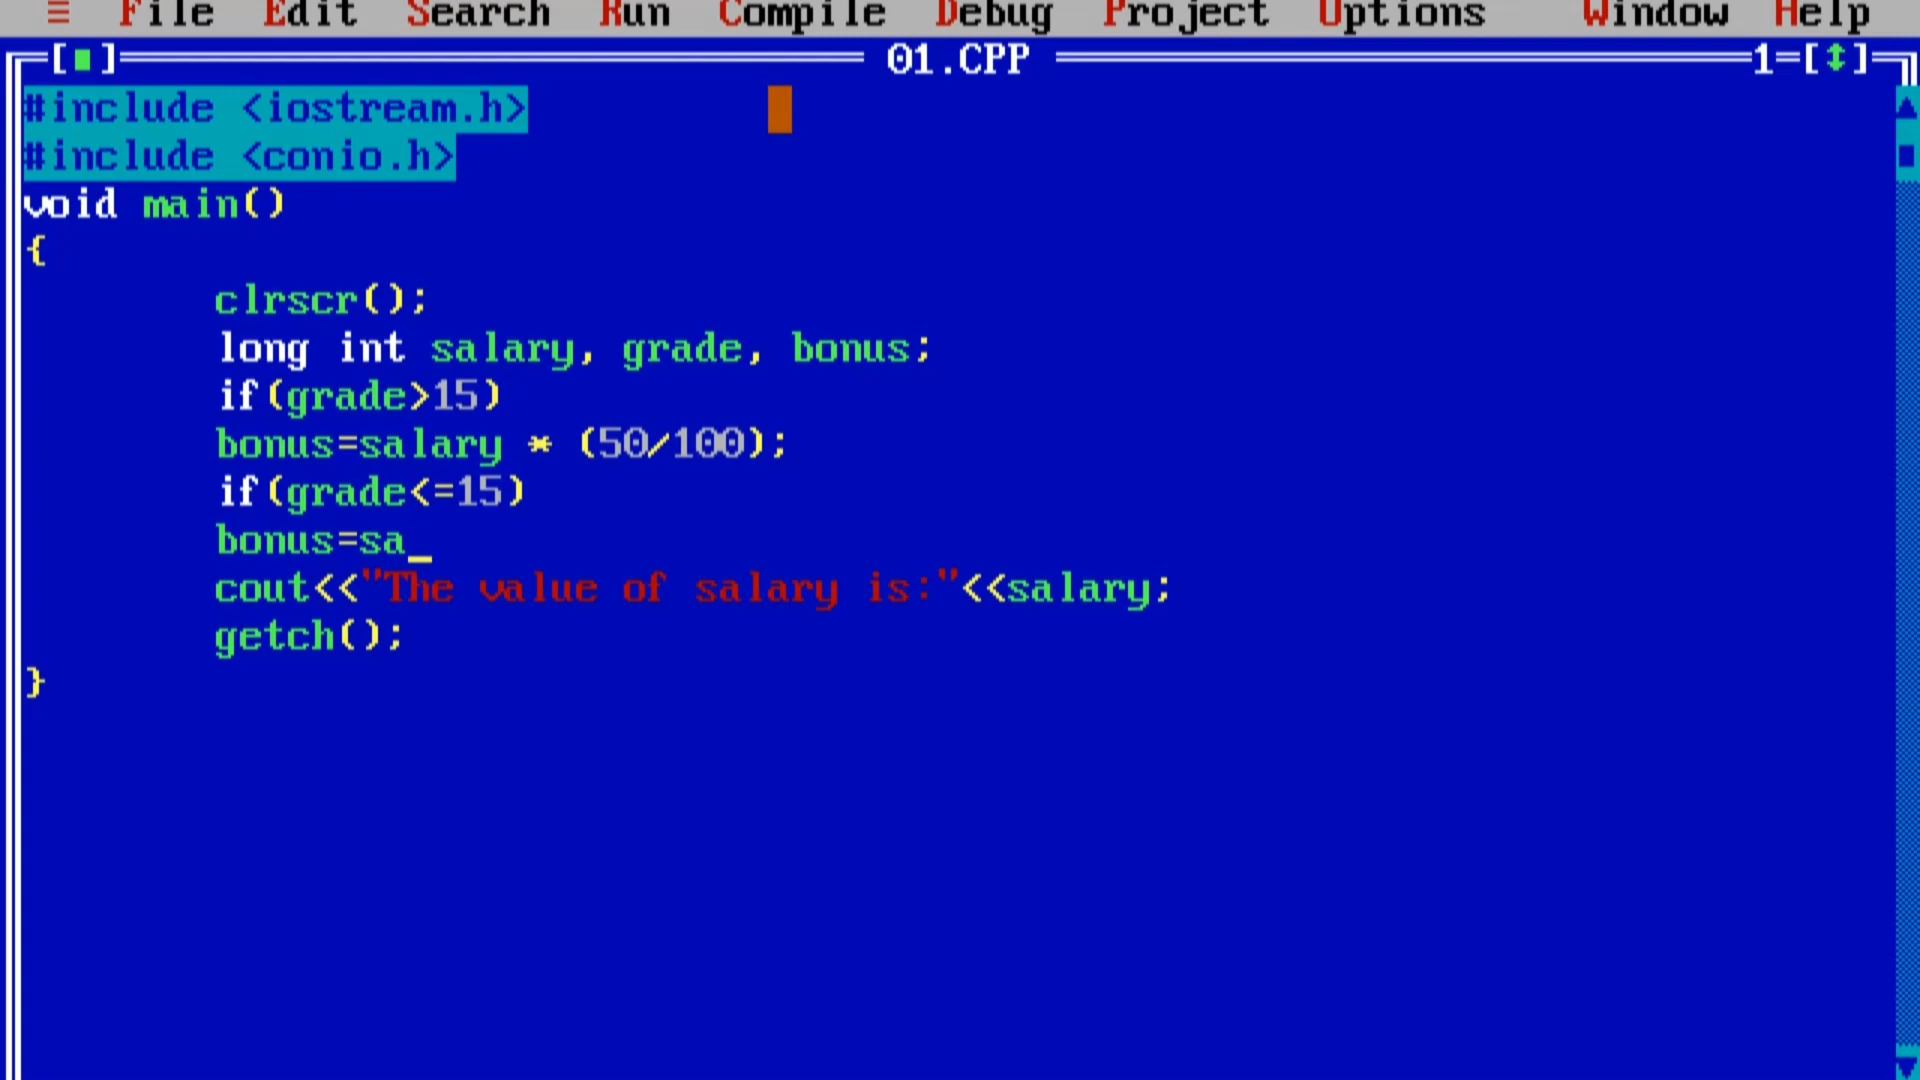 ≡ File Edit Search Run Compile Debug Project Options Window Help
[■] 01.CPP 1=[↕]
#include <iostream.h>
#include <conio.h>
void main()
{
clrscr();
long int salary, grade, bonus;
if(grade>15)
bonus=salary * (50/100);
if(grade<=15)
bonus=sa_
cout<<"The value of salary is:"<<salary;
getch();
}